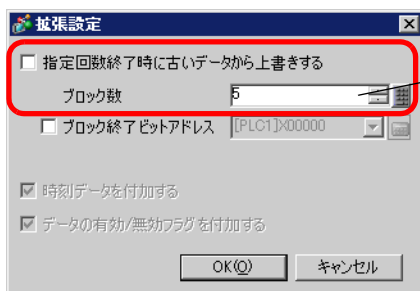 拡張設定
指定回数終了時に古いデータから上書きする
ブロック数 5
ブロック終了ビットアドレス [PLC1]X00000
時刻データを付加する
データの有効/無効フラグを付加する
OK(O) キャンセル